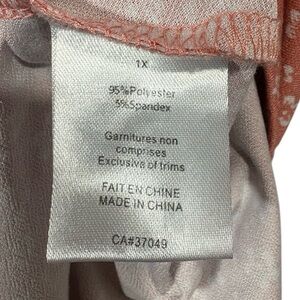 1X
95%Polyester
5%Spandex
Garnitures non
comprises
Exclusive of trims
FAIT EN CHINE
MADE IN CHINA
CA#37049